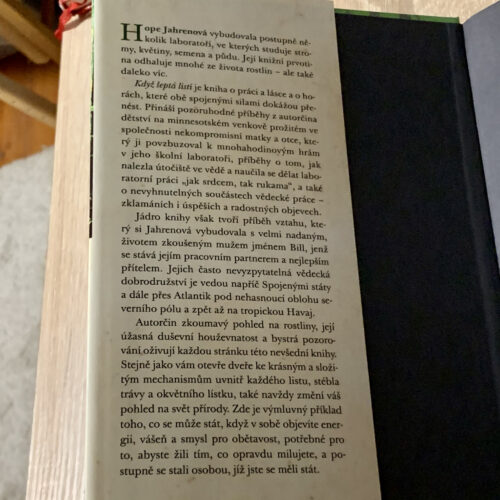 Hope Jahrenová vybudovala postupně ně-
kolik laboratoří, ve kterých studuje stro-
my, květiny, semena a půdu. Její knižní prvoti-
na odhaluje mnohé ze života rostlin – ale také
daleko víc.
Když leptá listí je kniha o práci a lásce a o ho-
rách, které obě spojenými silami dokážou pře-
nést. Přináší pozoruhodné příběhy z autorčina
dětství na minnesotském venkově prožitém ve
společnosti nekompromisní matky a otce, kte-
rý ji povzbuzoval k mnohahodinovým hrám
v jeho školní laboratoři, příběhy o tom, jak
nalezla útočiště ve vědě a naučila se dělat labo-
ratorní práci „jak srdcem, tak rukama“, a také
o nevyhnutelných součástech vědecké práce –
o zklamáních i úspěších a radostných objevech.
Jádro knihy však tvoří příběh vztahu, kte-
rý si Jahrenová vybudovala s velmi nadaným,
životem zkoušeným mužem jménem Bill, jenž
se stává jejím pracovním partnerem a nejlepším
přítelem. Jejich často nevyzpytatelná vědecká
dobrodružství je vedou napříč Spojenými státy
a dále přes Atlantik pod nehasnoucí oblohu se-
verního pólu a zpět až na tropickou Havaj.
Autorčin zkoumavý pohled na rostliny, její
úžasná duševní houževnatost a bystrá pozoro-
vání oživují každou stránku této nevšední knihy.
Stejně jako vám otevře dveře ke krásným a složi-
tým mechanismům uvnitř každého listu, stébla
trávy a okvětního lístku, také navždy změní váš
pohled na svět přírody. Zde je výmluvný příklad
toho, co se může stát, když v sobě objevíte ener-
gii, vášeň a smysl pro obětavost, potřebné pro
to, abyste žili tím, co opravdu milujete, a po-
stupně se stali osobou, jíž jste se měli stát.